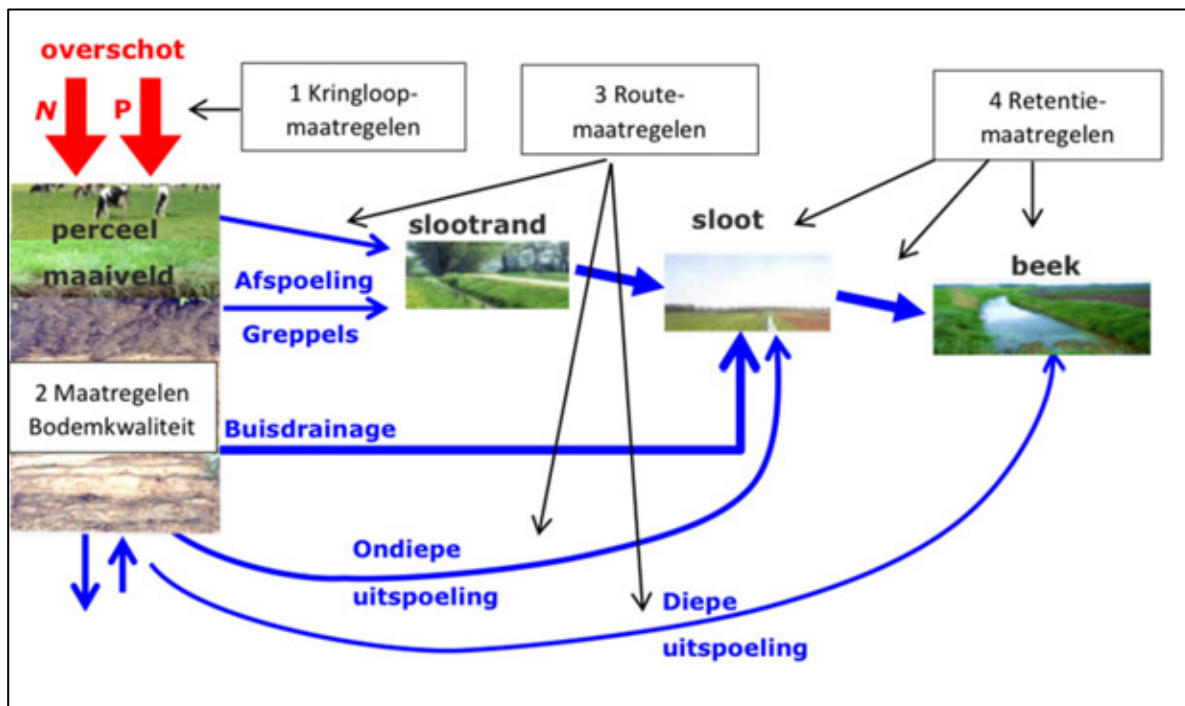 overschot
N P
1 Kringloop-
maatregelen
3 Route-
maatregelen
4 Retentie-
maatregelen
perceel
maaiveld
slootrand
sloot
beek
Afspoeling
Greppels
2 Maatregelen
Bodemkwaliteit
Buisdrainage
Ondiepe
uitspoeling
Diepe
uitspoeling